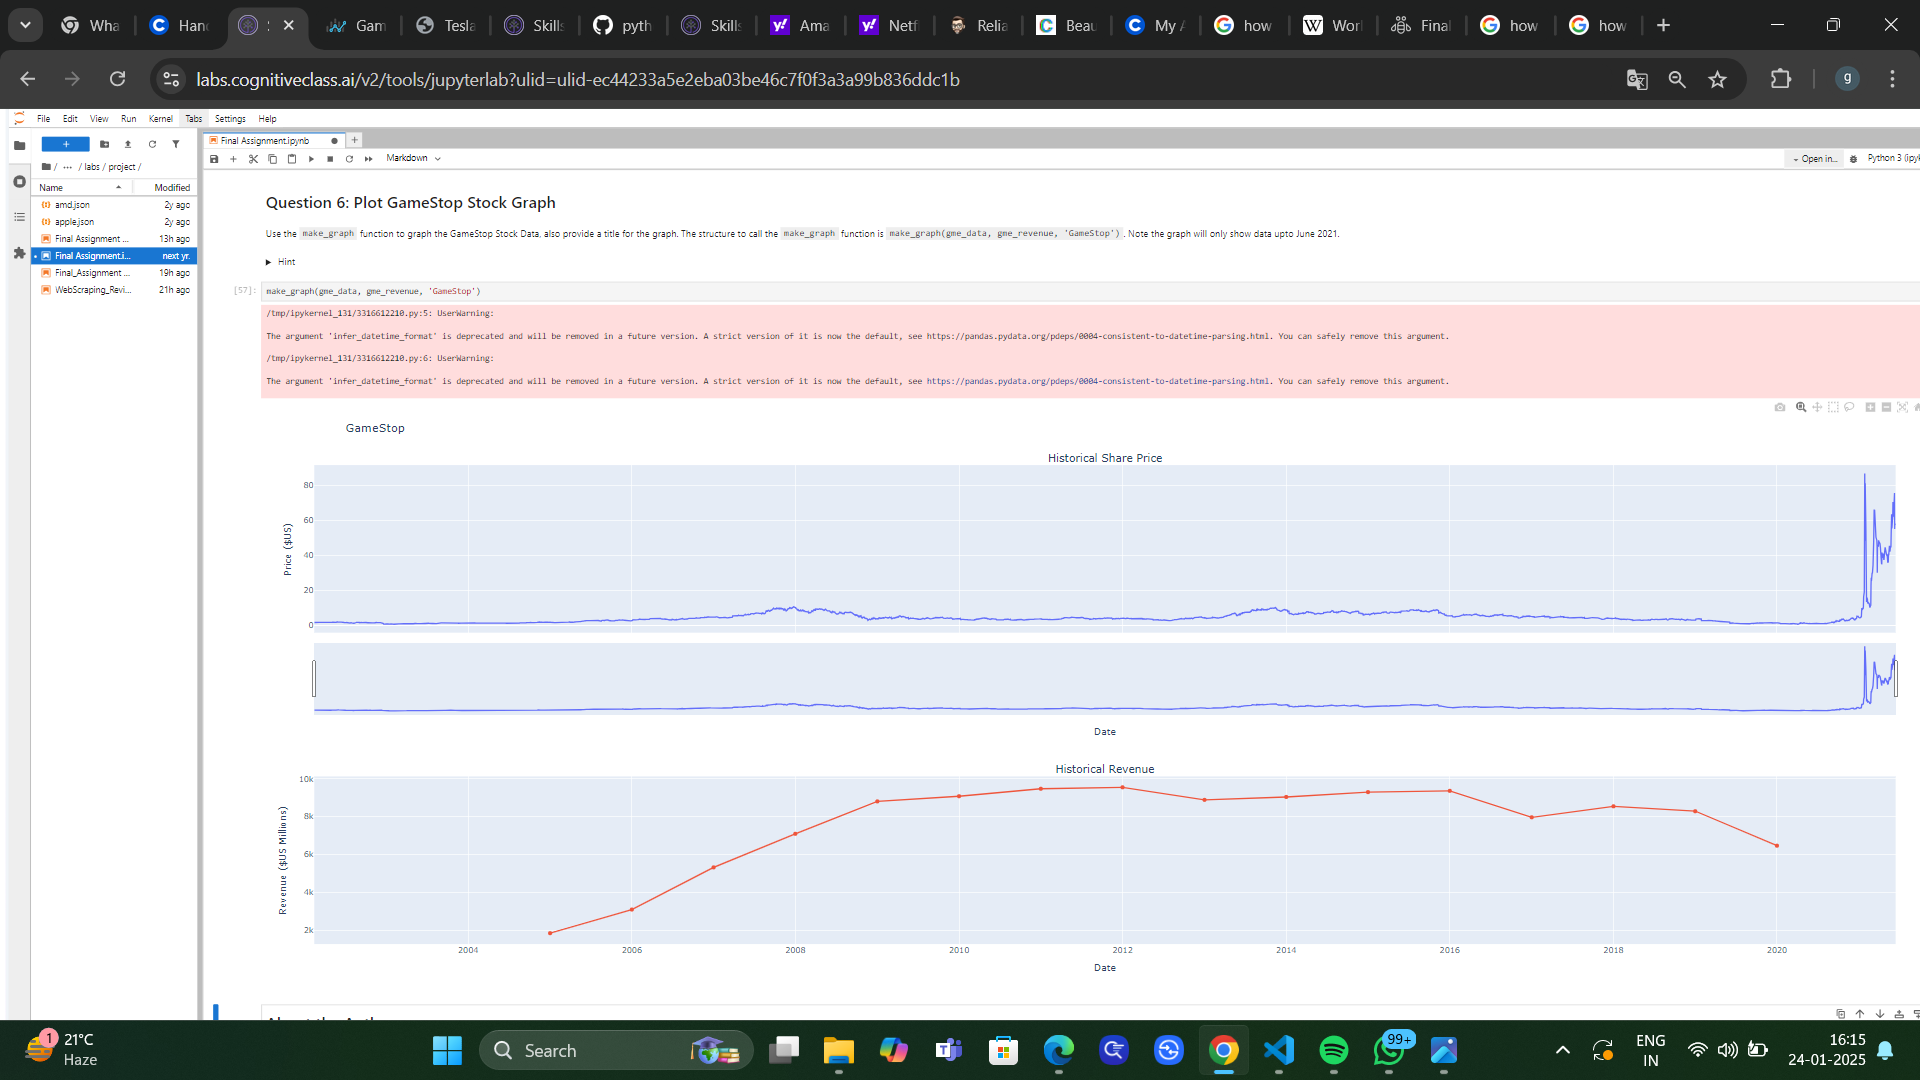 Wha
Hand
Gam
Tesla
Skills
pyth
Skills
Ama
Netf
Relia
Beau
My A
how
Wor
Final
how
how
labs.cognitiveclass.ai/v2/tools/jupyterlab?ulid=ulid-ec44233a5e2eba03be46c7f0f3a3a99b836ddc1b
g
File Edit View Run Kernel Tabs Settings Help
Final Assignment.ipynb
Markdown
Open in...
Python 3 (ipyk
/ ... / labs / project /
Name Modified
amd.json 2y ago
apple.json 2y ago
Final Assignment ... 13h ago
Final Assignment.i... next yr.
Final_Assignment ... 19h ago
WebScraping_Revi... 21h ago
Question 6: Plot GameStop Stock Graph
Use the make_graph function to graph the GameStop Stock Data, also provide a title for the graph. The structure to call the make_graph function is make_graph(gme_data, gme_revenue, 'GameStop'). Note the graph will only show data upto June 2021.
Hint
[57]: make_graph(gme_data, gme_revenue, 'GameStop')
/tmp/ipykernel_131/3316612210.py:5: UserWarning:
The argument 'infer_datetime_format' is deprecated and will be removed in a future version. A strict version of it is now the default, see https://pandas.pydata.org/pdeps/0004-consistent-to-datetime-parsing.html. You can safely remove this argument.
/tmp/ipykernel_131/3316612210.py:6: UserWarning:
The argument 'infer_datetime_format' is deprecated and will be removed in a future version. A strict version of it is now the default, see https://pandas.pydata.org/pdeps/0004-consistent-to-datetime-parsing.html. You can safely remove this argument.
GameStop
Historical Share Price
80
60
40
20
0
Price ($US)
Date
Historical Revenue
10k
8k
6k
4k
2k
Revenue ($US Millions)
2004 2006 2008 2010 2012 2014 2016 2018 2020
Date
1
21°C
Haze
Search
99+
ENG
IN
16:15
24-01-2025